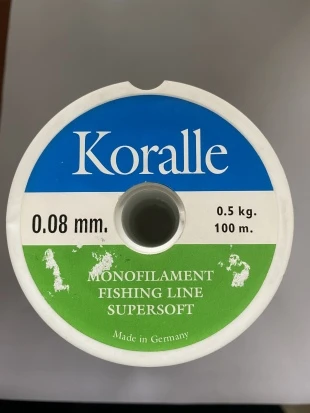 Koralle
0.08 mm.
0.5 kg.
100 m.
MONOFILAMENT
FISHING LINE
SUPERSOFT
Made in Germany